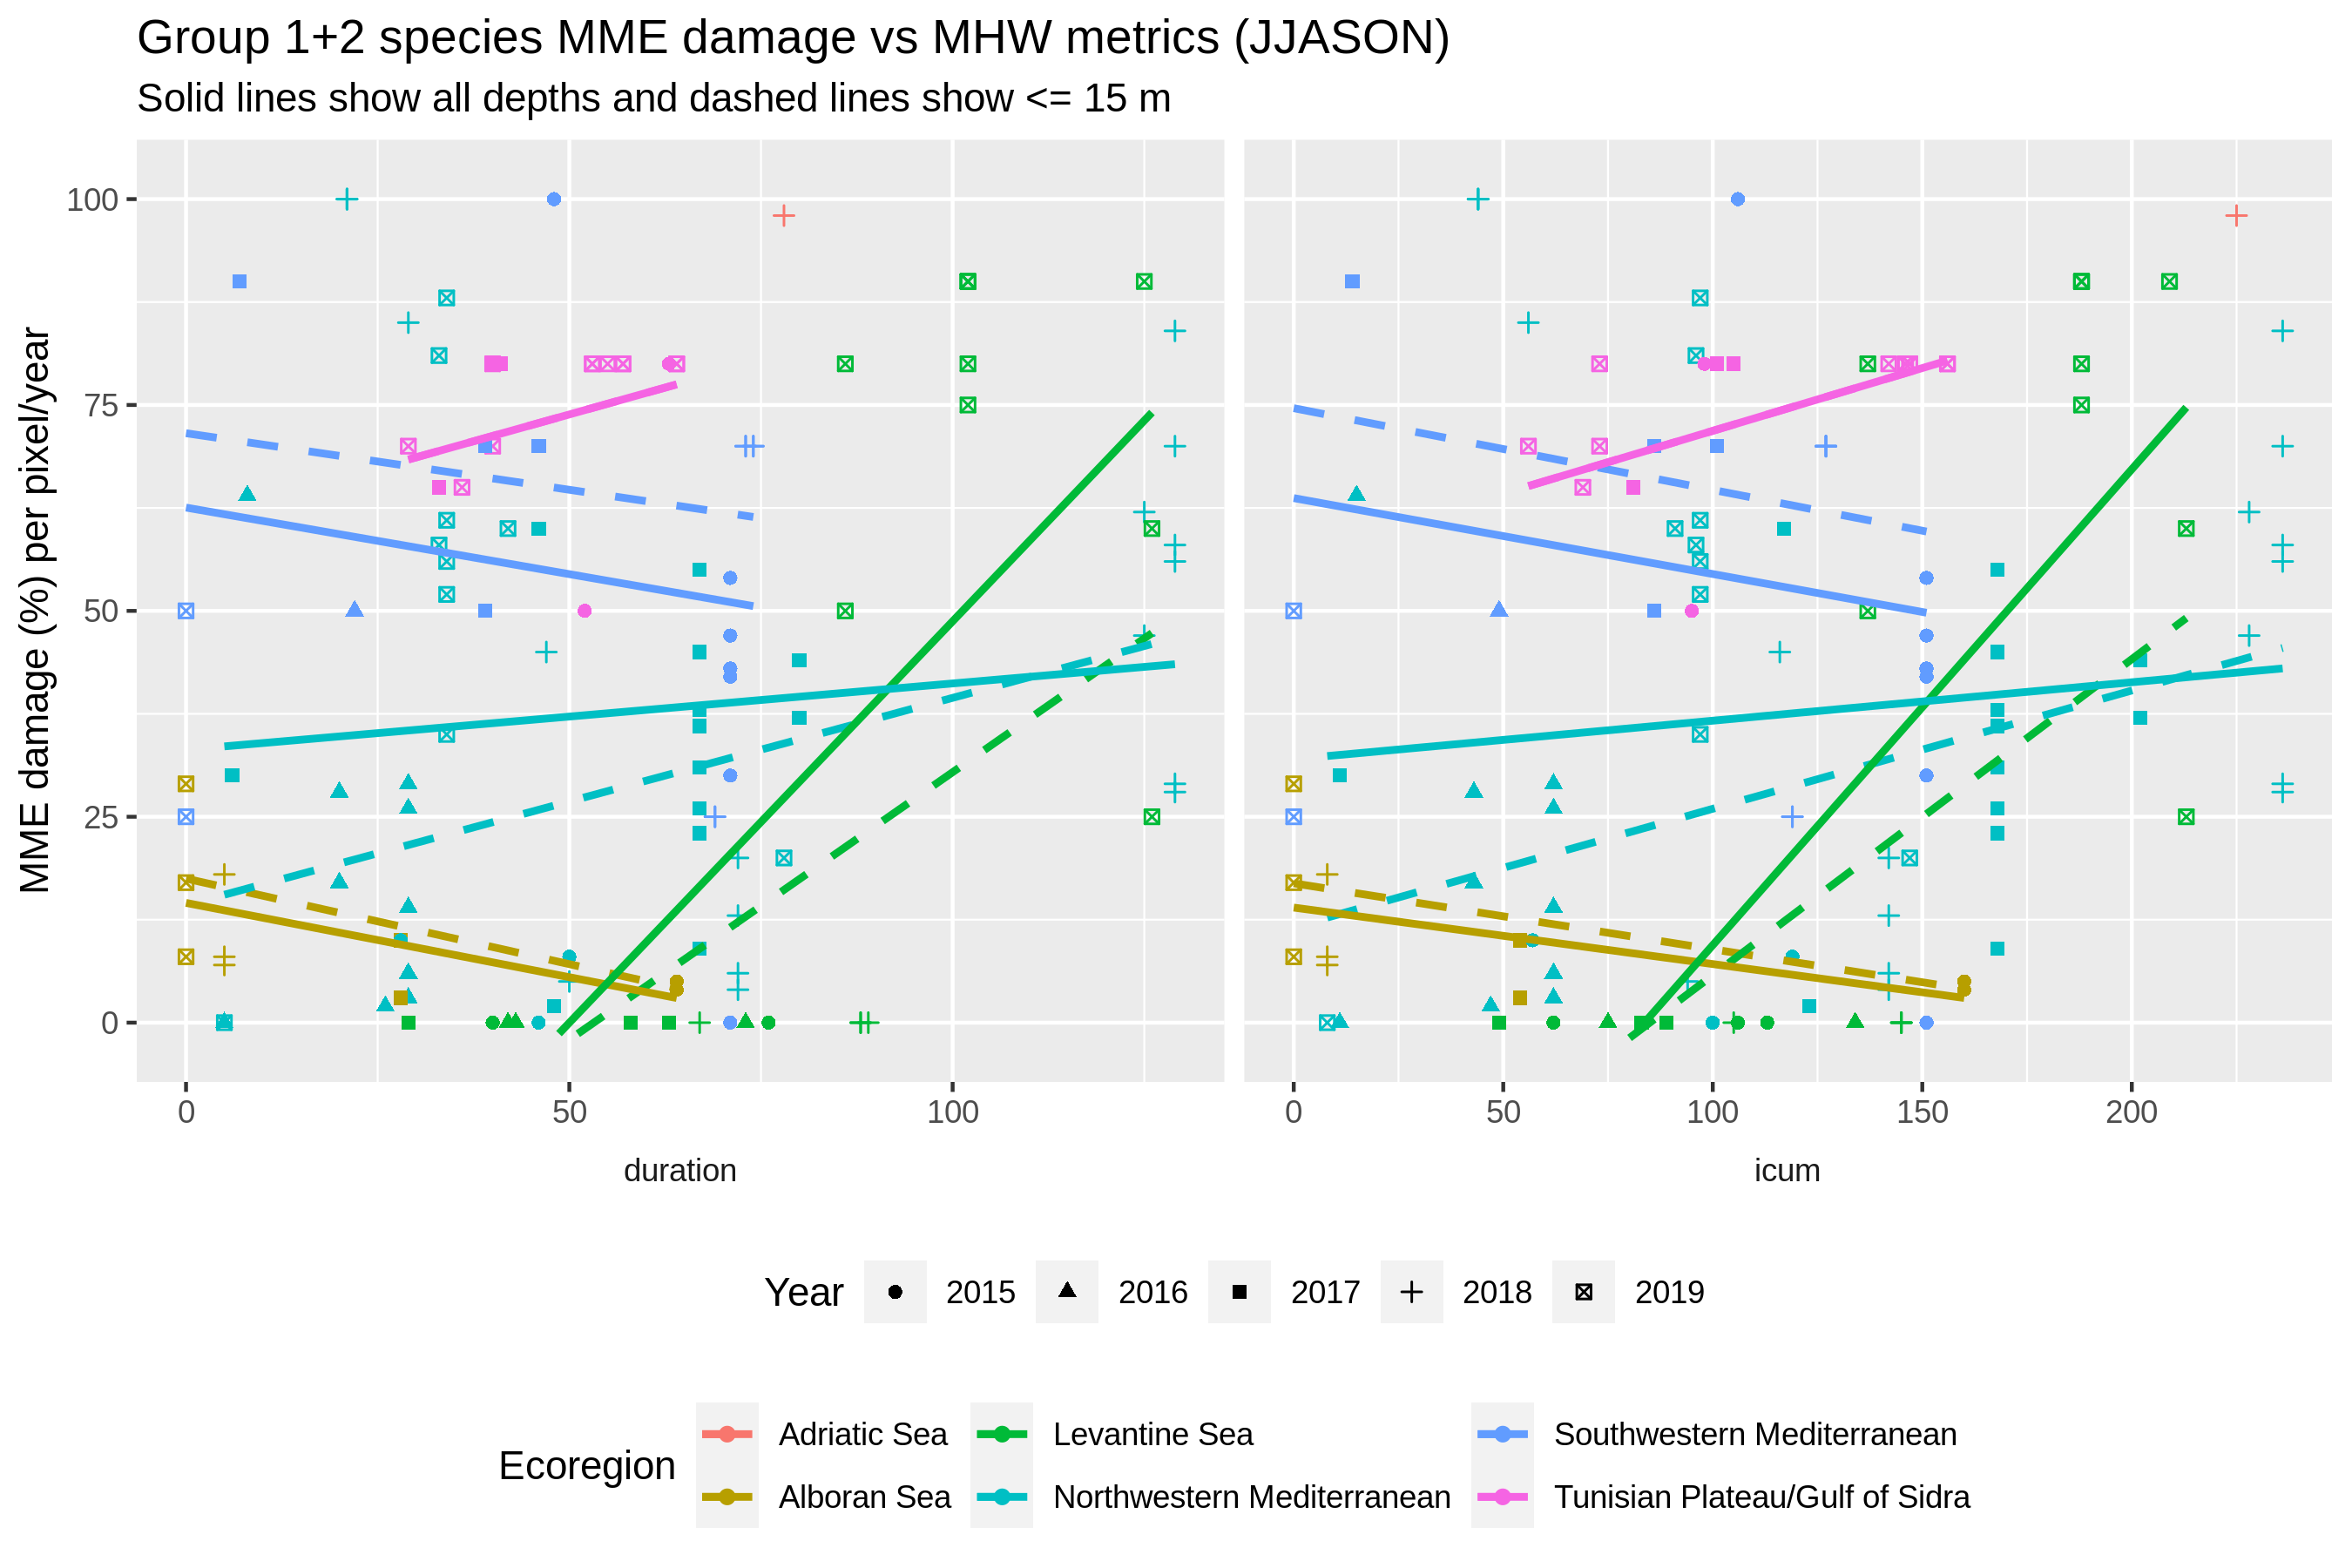 Group 1+2 species MME damage vs MHW metrics (JJASON)
Solid lines show all depths and dashed lines show <= 15 m
MME damage (%) per pixel/year
100
75
50
25
0
0 50 100
0 50 100 150 200
duration
icum
Year 2015 2016 2017 2018 2019
Ecoregion
Adriatic Sea Levantine Sea Southwestern Mediterranean
Alboran Sea Northwestern Mediterranean Tunisian Plateau/Gulf of Sidra